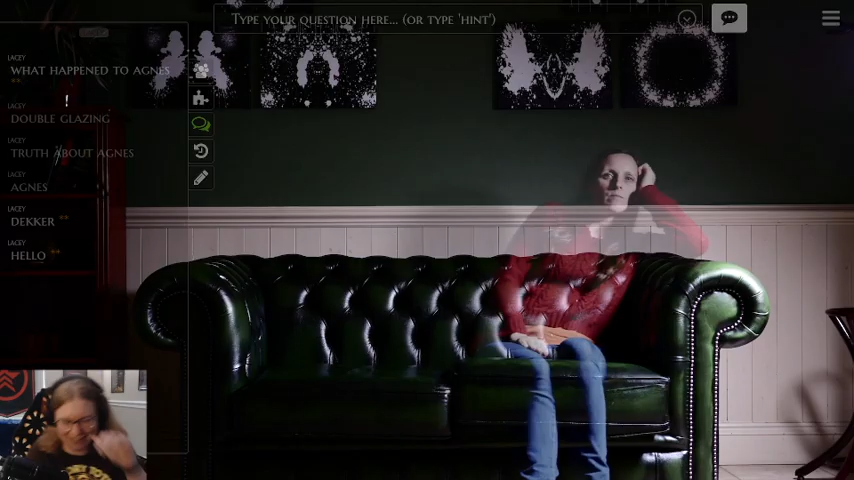 TYPE YOUR QUESTION HERE... (OR TYPE 'HINT')
LACEY
WHAT HAPPENED TO AGNES
LACEY
DOUBLE GLAZING
LACEY
TRUTH ABOUT AGNES
LACEY
AGNES
LACEY
DEKKER
LACEY
HELLO